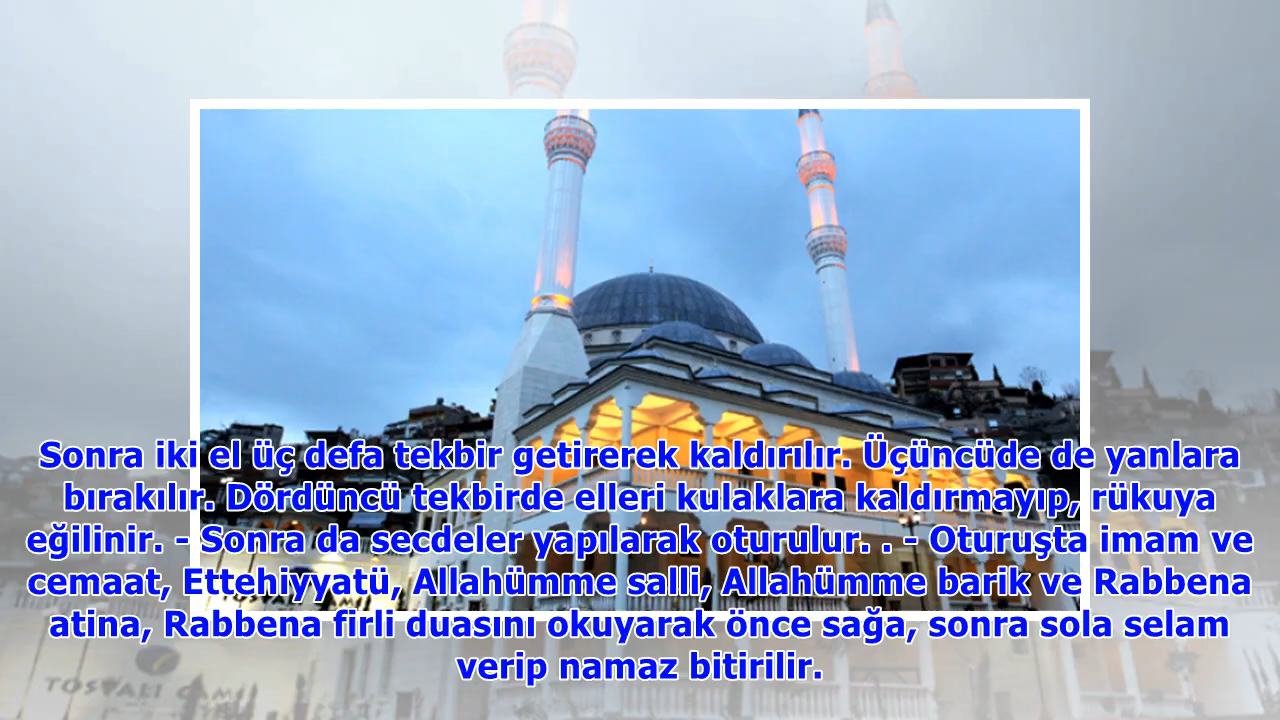 Sonra iki el üç defa tekbir getirerek kaldırılır. Üçüncüde de yanlara
bırakılır. Dördüncü tekbirde elleri kulaklara kaldırmayıp, rükuya
eğilinir. - Sonra da secdeler yapılarak oturulur. . - Oturuşta imam ve
cemaat, Ettehiyyatü, Allahümme salli, Allahümme barik ve Rabbena
atina, Rabbena firli duasını okuyarak önce sağa, sonra sola selam
verip namaz bitirilir.
TOSYALI CAMİ